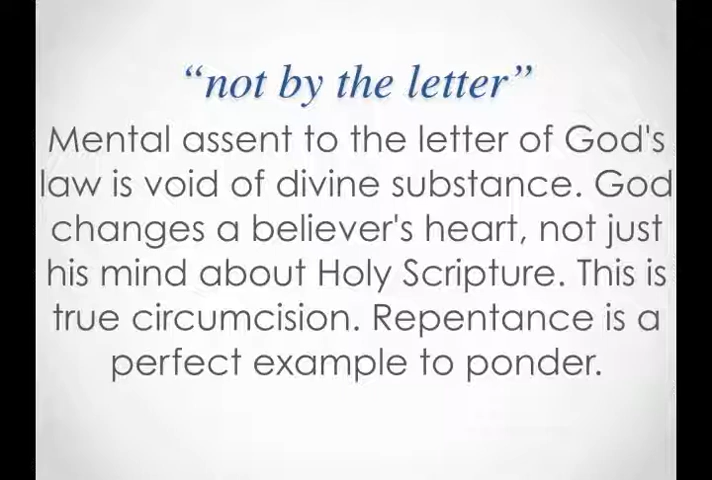 “not by the letter”
Mental assent to the letter of God's
law is void of divine substance. God
changes a believer's heart, not just
his mind about Holy Scripture. This is
true circumcision. Repentance is a
perfect example to ponder.